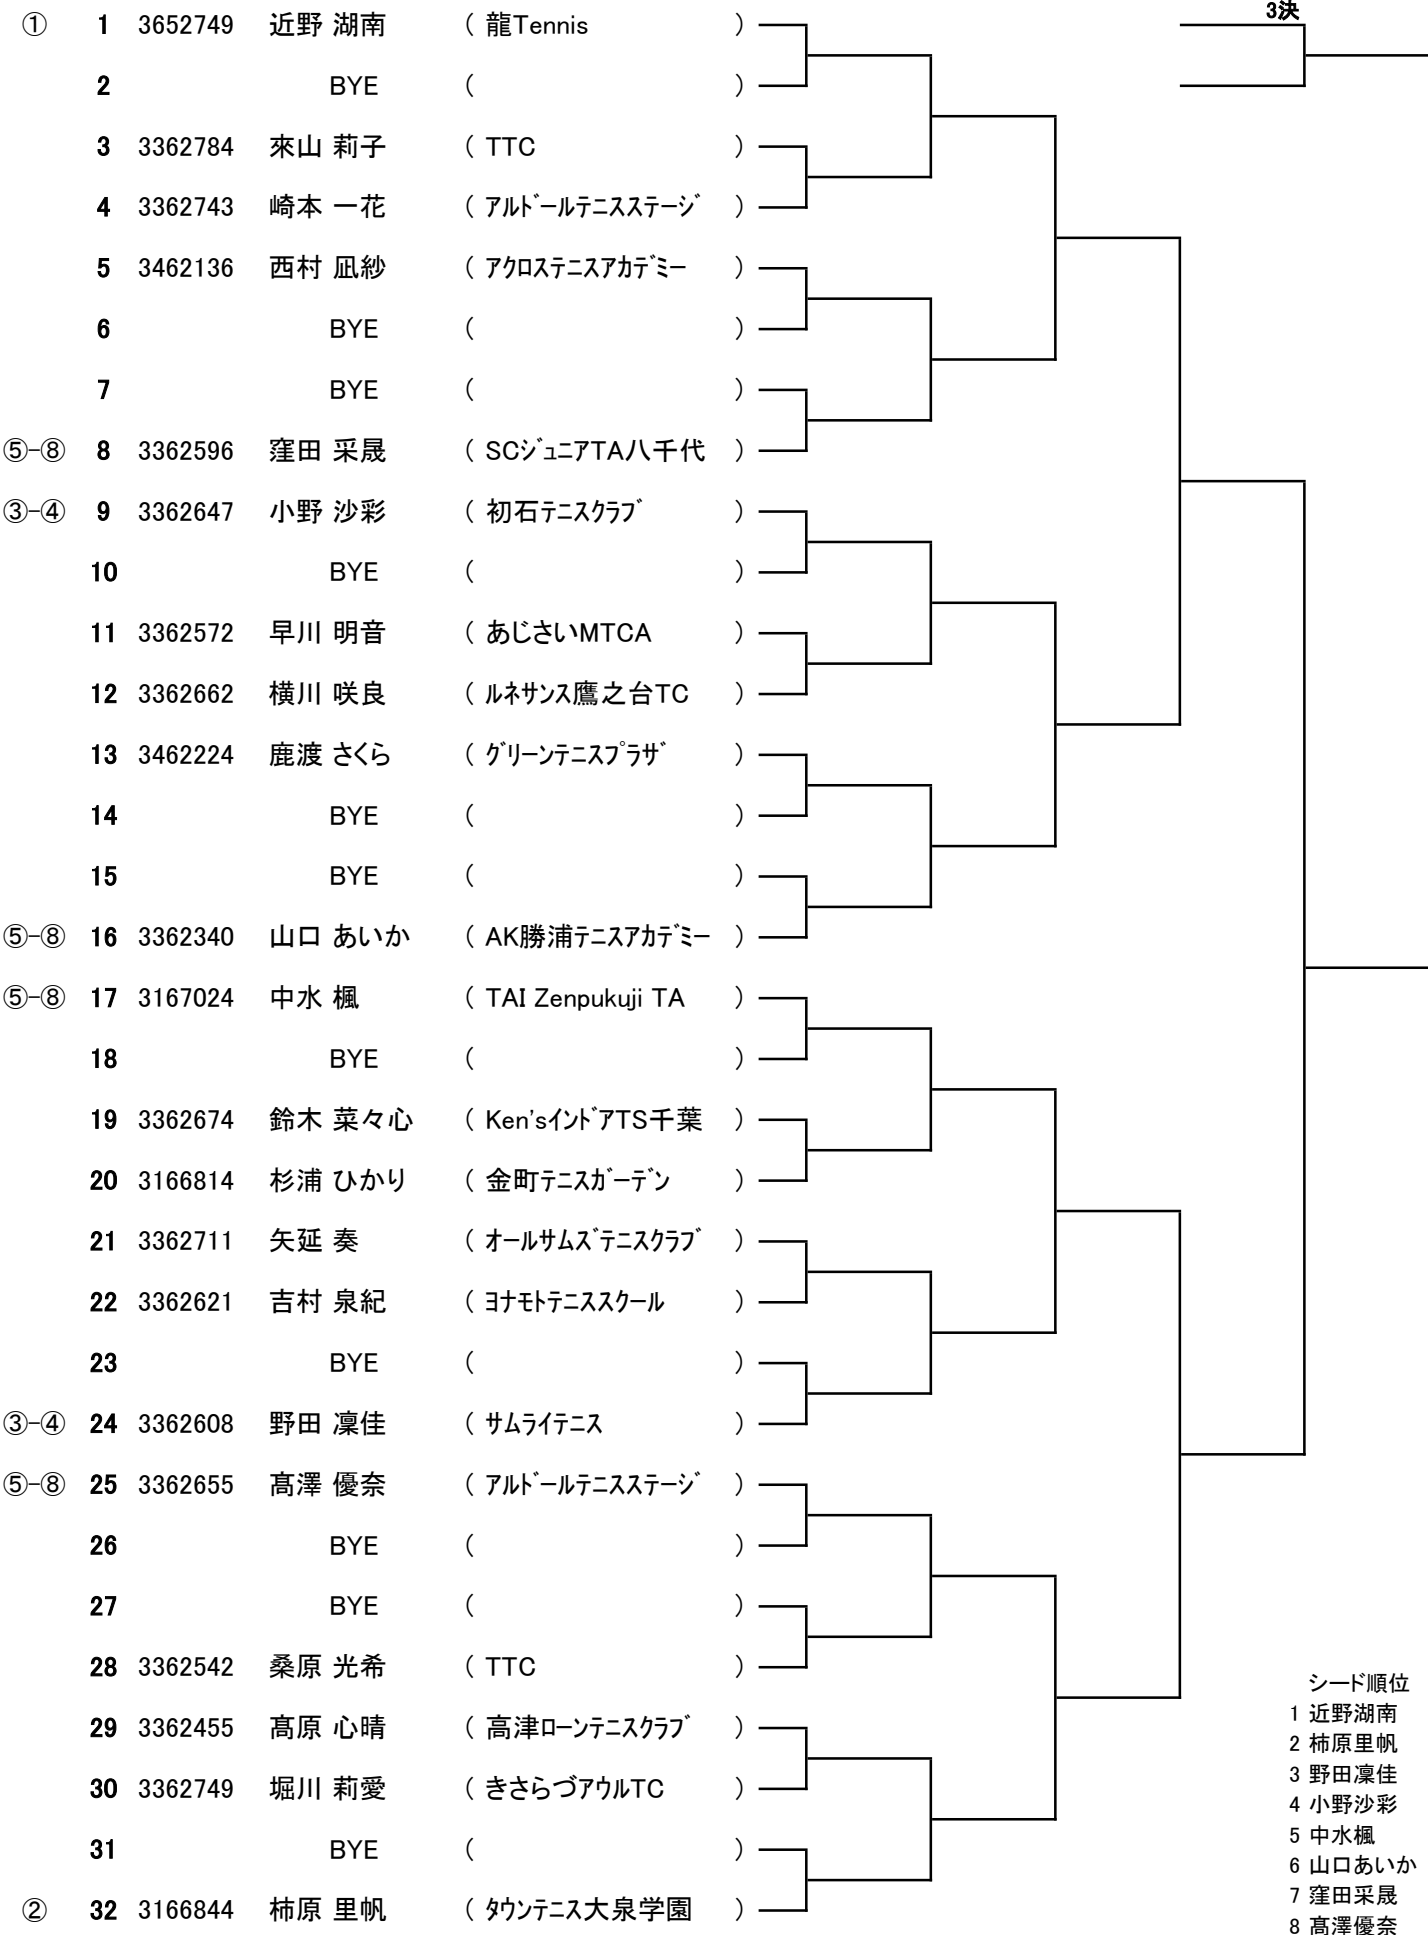 3決
① 1 3652749 近野 湖南 ( 龍Tennis )
2 BYE ( )
3 3362784 來山 莉子 ( TTC )
4 3362743 崎本 一花 ( ｱﾙﾄﾞｰﾙﾃﾆｽｽﾃｰｼﾞ )
5 3462136 西村 凪紗 ( ｱｸﾛｽﾃﾆｽｱｶﾃﾞﾐｰ )
6 BYE ( )
7 BYE ( )
⑤-⑧ 8 3362596 窪田 采晟 ( SCｼﾞｭﾆｱTA八千代 )
③-④ 9 3362647 小野 沙彩 ( 初石ﾃﾆｽｸﾗﾌﾞ )
10 BYE ( )
11 3362572 早川 明音 ( あじさいMTCA )
12 3362662 横川 咲良 ( ﾙﾈｻﾝｽ鷹之台TC )
13 3462224 鹿渡 さくら ( ｸﾞﾘｰﾝﾃﾆｽﾌﾟﾗｻﾞ )
14 BYE ( )
15 BYE ( )
⑤-⑧ 16 3362340 山口 あいか ( AK勝浦ﾃﾆｽｱｶﾃﾞﾐｰ )
⑤-⑧ 17 3167024 中水 楓 ( TAI Zenpukuji TA )
18 BYE ( )
19 3362674 鈴木 菜々心 ( Ken'sｲﾝﾄﾞｱTS千葉 )
20 3166814 杉浦 ひかり ( 金町ﾃﾆｽｶﾞｰﾃﾞﾝ )
21 3362711 矢延 奏 ( ｵｰﾙｻﾑｽﾞﾃﾆｽｸﾗﾌﾞ )
22 3362621 吉村 泉紀 ( ﾖﾅﾓﾄﾃﾆｽｽｸｰﾙ )
23 BYE ( )
③-④ 24 3362608 野田 凜佳 ( ｻﾑﾗｲﾃﾆｽ )
⑤-⑧ 25 3362655 髙澤 優奈 ( ｱﾙﾄﾞｰﾙﾃﾆｽｽﾃｰｼﾞ )
26 BYE ( )
27 BYE ( )
28 3362542 桑原 光希 ( TTC )
29 3362455 髙原 心晴 ( 高津ﾛｰﾝﾃﾆｽｸﾗﾌﾞ )
30 3362749 堀川 莉愛 ( きさらづｱｳﾙTC )
31 BYE ( )
② 32 3166844 柿原 里帆 ( ﾀｳﾝﾃﾆｽ大泉学園 )
シード順位
1 近野湖南
2 柿原里帆
3 野田凜佳
4 小野沙彩
5 中水楓
6 山口あいか
7 窪田采晟
8 髙澤優奈